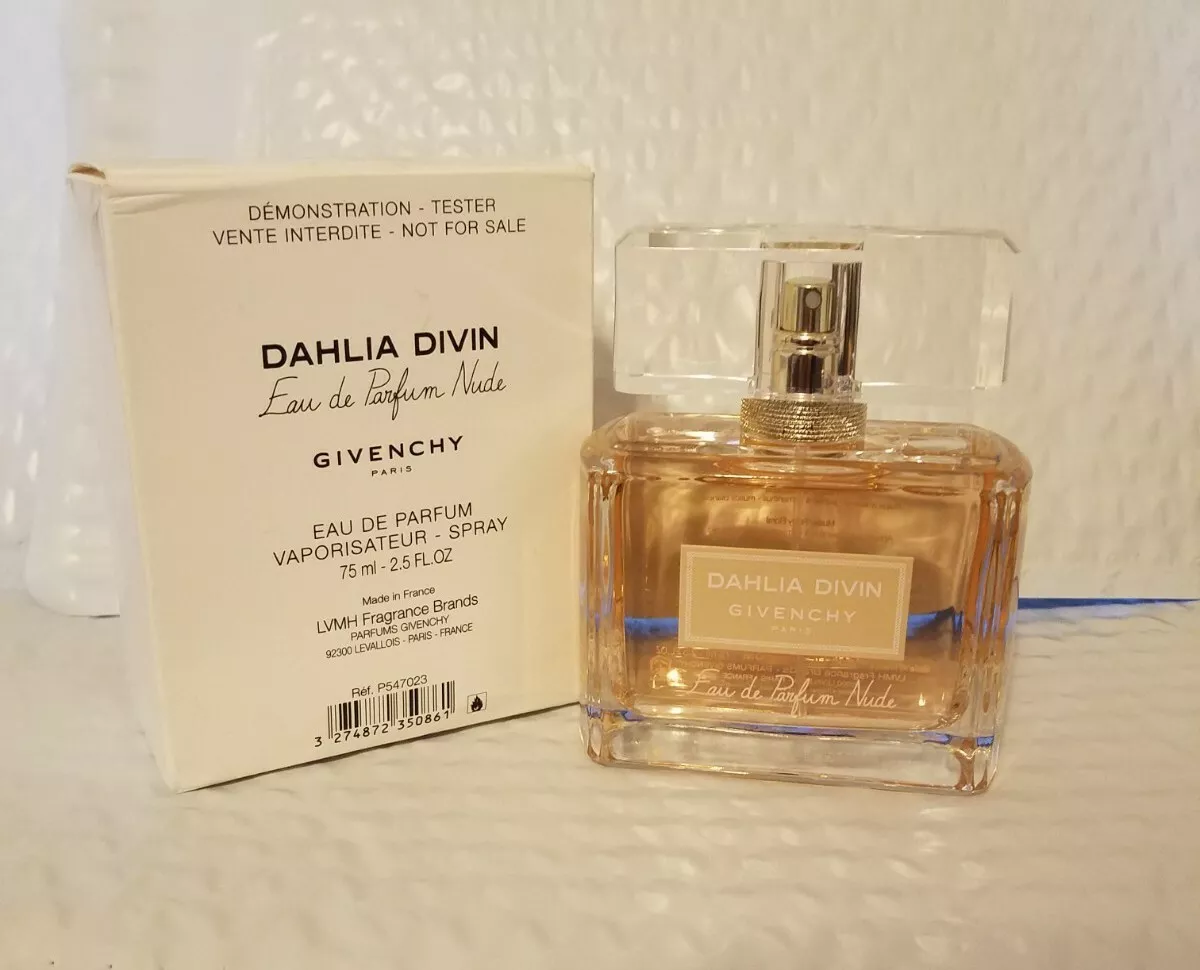 DÉMONSTRATION - TESTER
VENTE INTERDITE - NOT FOR SALE
DAHLIA DIVIN
Eau de Parfum Nude
GIVENCHY
PARIS
EAU DE PARFUM
VAPORISATEUR - SPRAY
75 ml - 2.5 FL.OZ
Made in France
LVMH Fragrance Brands
PARFUMS GIVENCHY
92300 LEVALLOIS - PARIS - FRANCE
Réf. P547023
3 274872 350861
DAHLIA DIVIN
GIVENCHY
PARIS
Eau de Parfum Nude